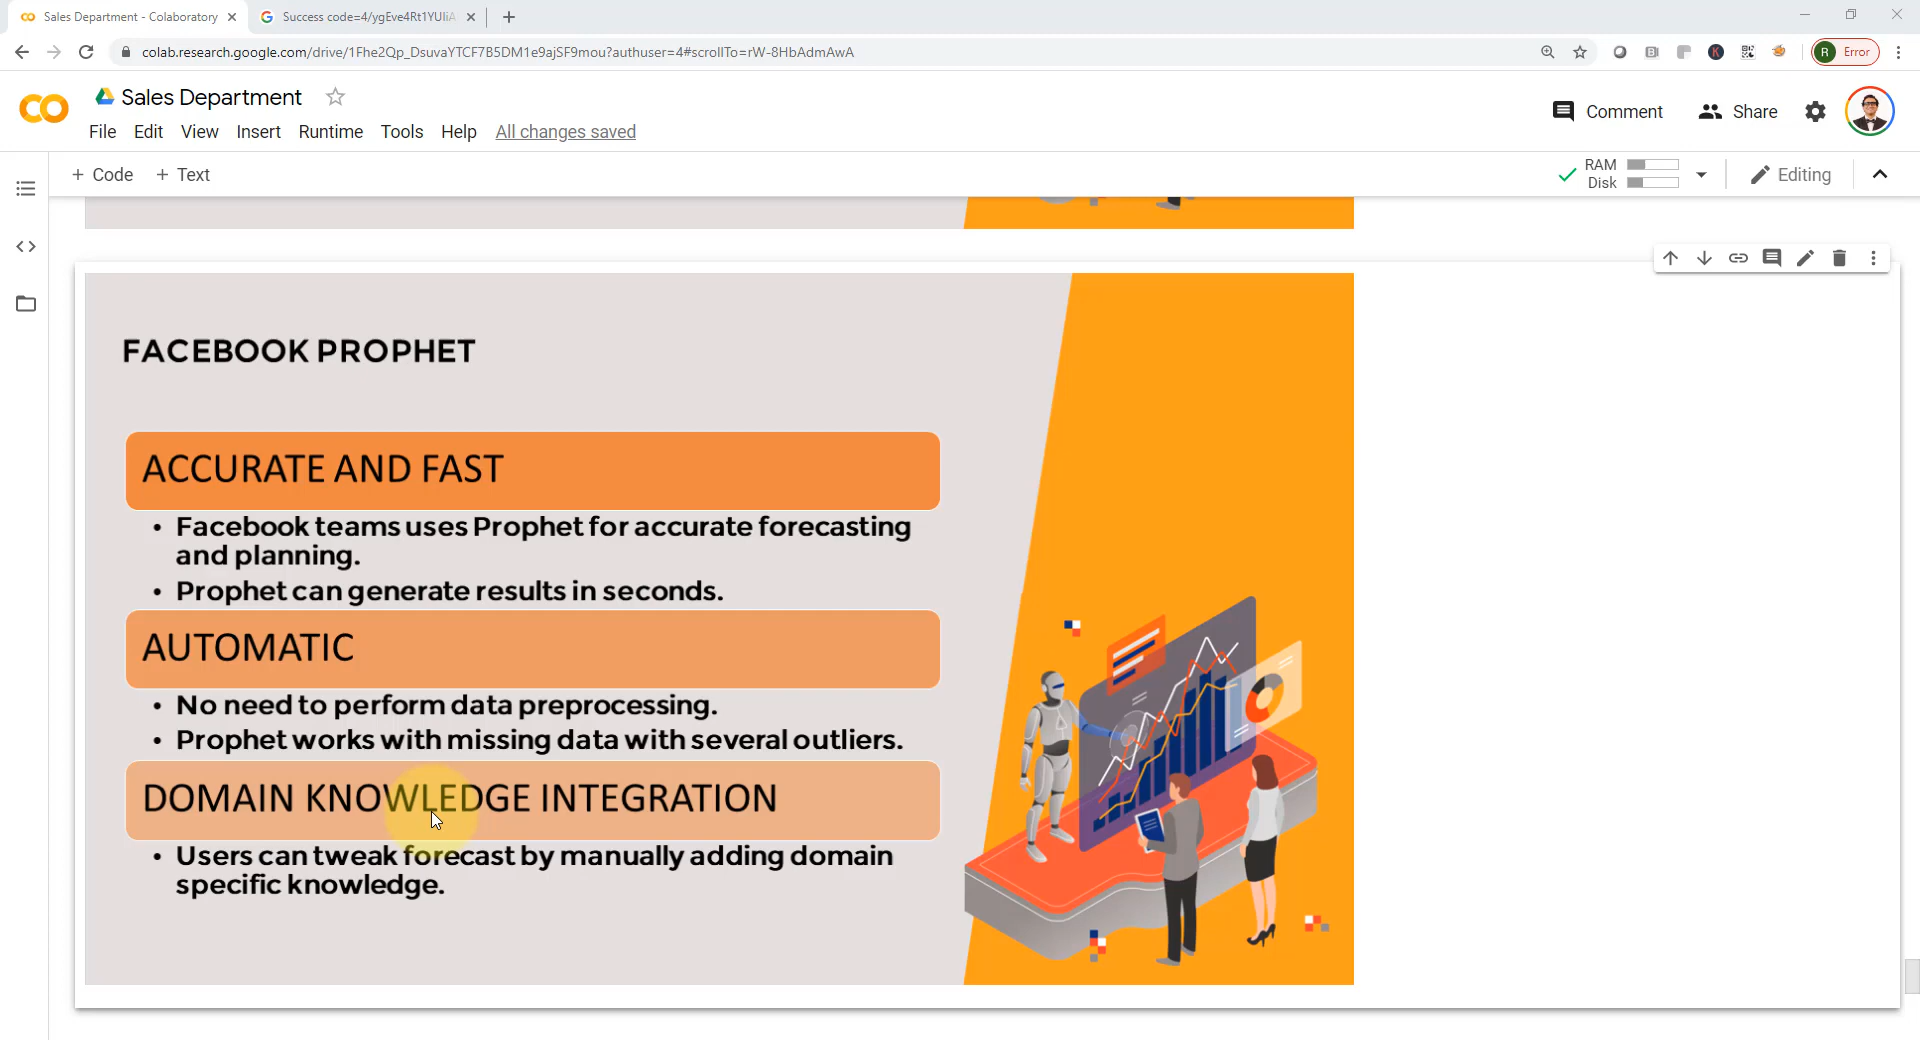 Sales Department - Colaboratory
Success code=4/ygEve4Rt1YUliA
colab.research.google.com/drive/1Fhe2Qp_DsuvaYTCF7B5DM1e9ajSF9mou?authuser=4#scrollTo=rW-8HbAdmAwA
K
R Error
Sales Department
File Edit View Insert Runtime Tools Help All changes saved
Comment Share
+ Code + Text
RAM
Disk
Editing
FACEBOOK PROPHET
ACCURATE AND FAST
• Facebook teams uses Prophet for accurate forecasting
and planning.
• Prophet can generate results in seconds.
AUTOMATIC
• No need to perform data preprocessing.
• Prophet works with missing data with several outliers.
DOMAIN KNOWLEDGE INTEGRATION
• Users can tweak forecast by manually adding domain
specific knowledge.